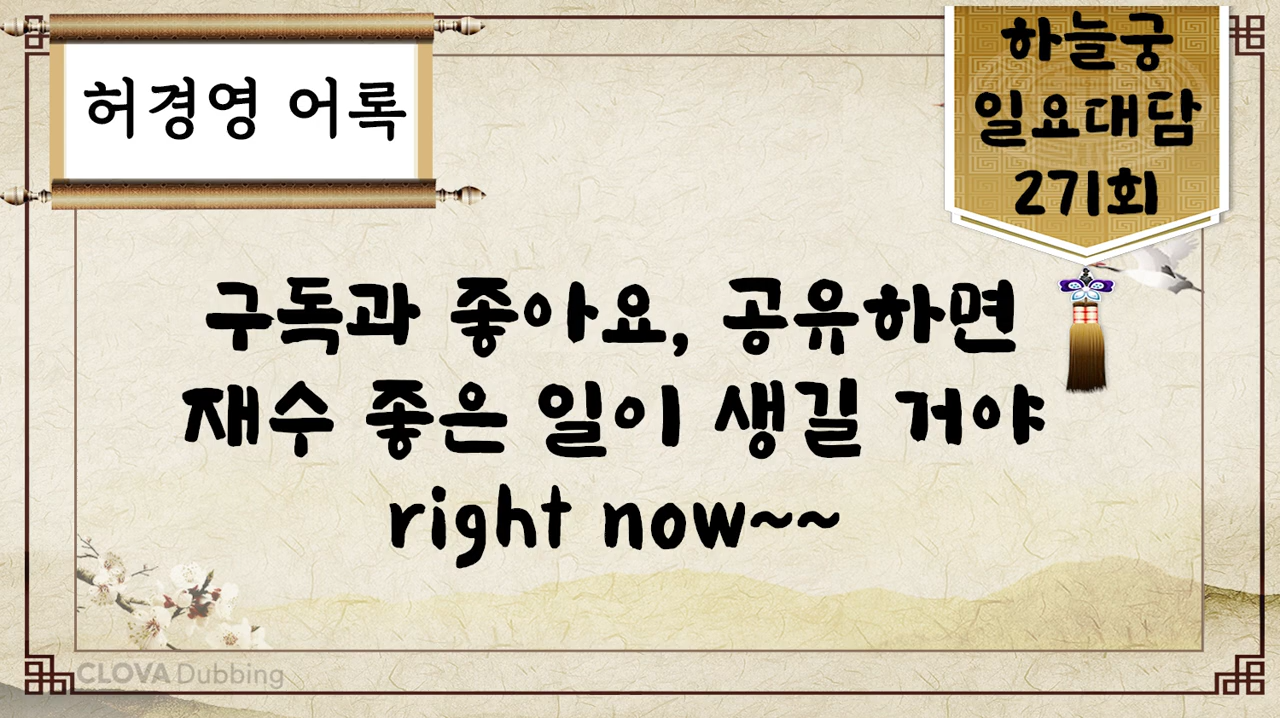 허경영 어록
하늘궁
일요대담
27회
구독과 좋아요, 공유하면
재수 좋은 일이 생길 거야
right now~~
CLOVA Dubbing